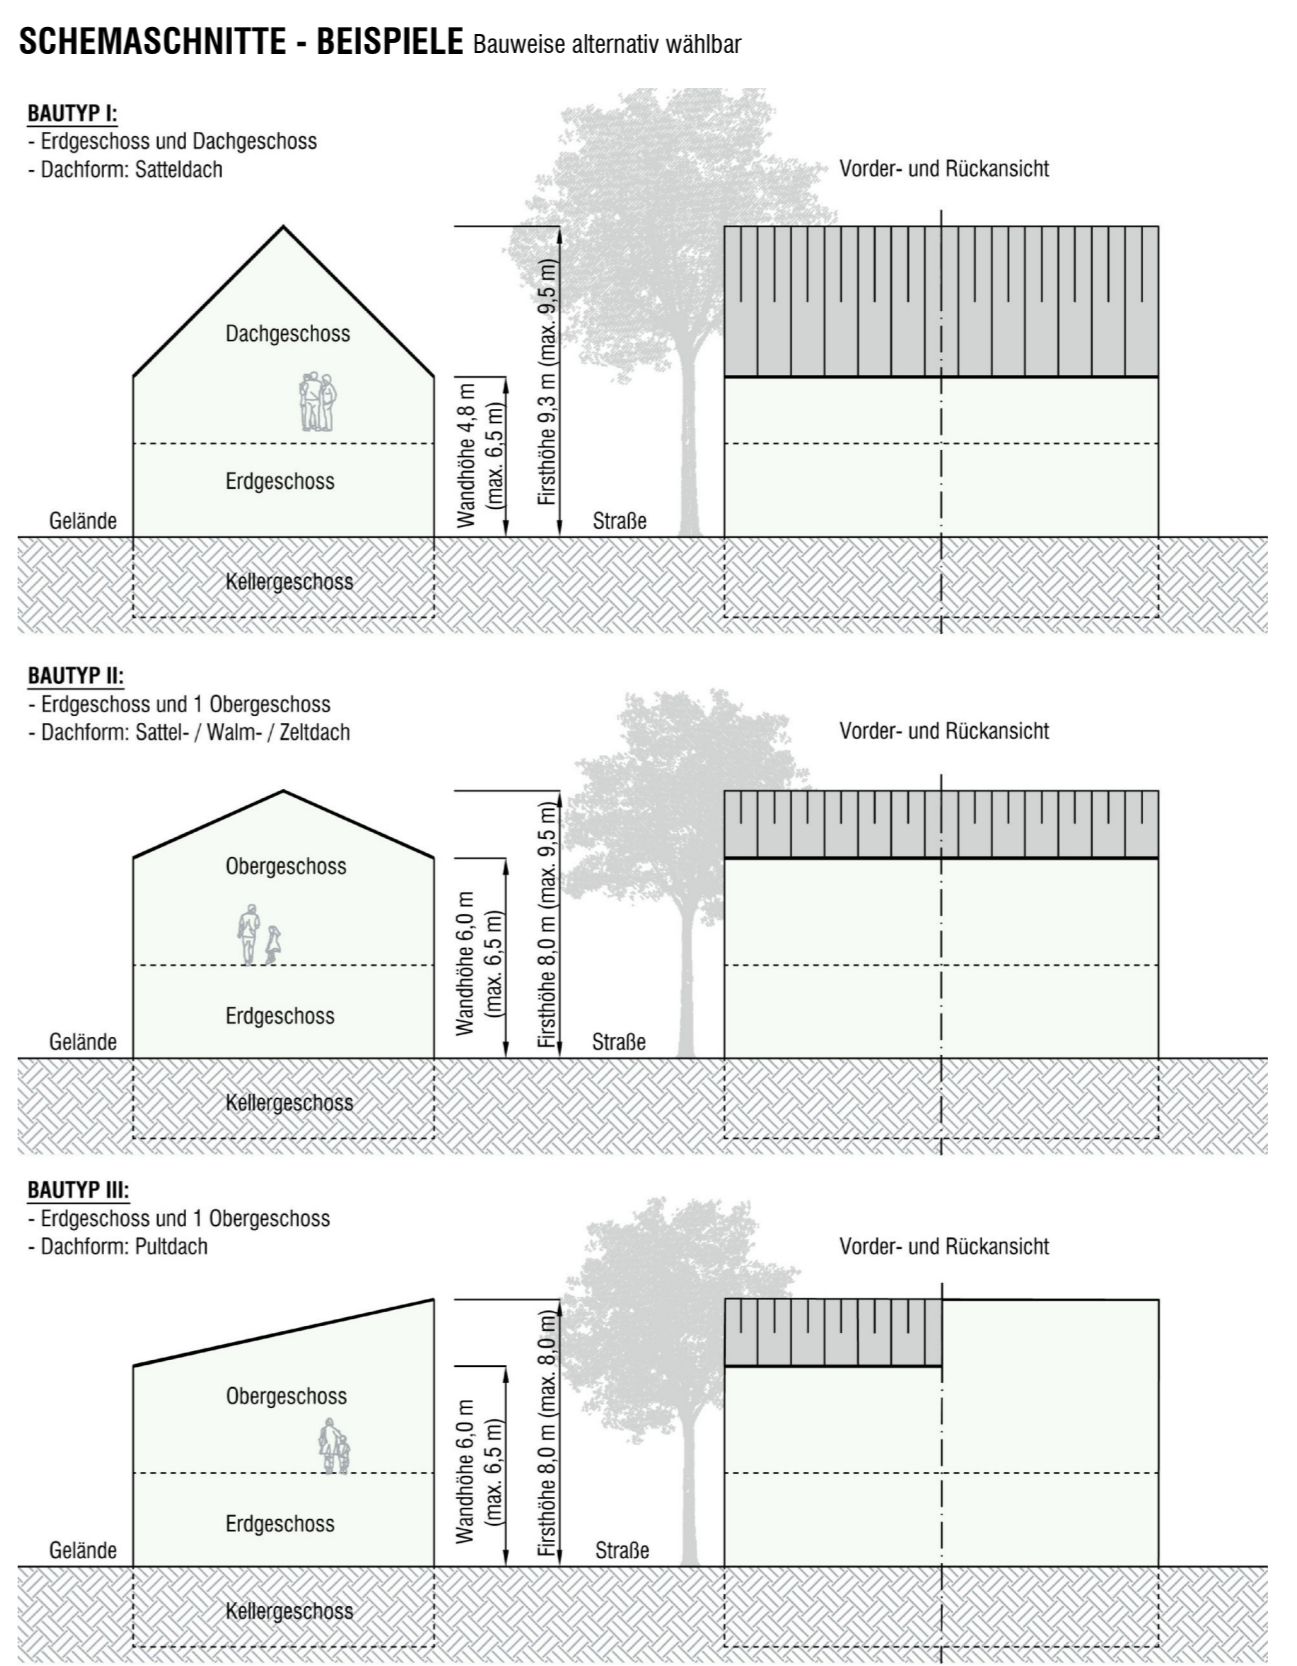 SCHEMASCHNITTE - BEISPIELE Bauweise alternativ wählbar
BAUTYP I:
- Erdgeschoss und Dachgeschoss
- Dachform: Satteldach
Vorder- und Rückansicht
Dachgeschoss
Erdgeschoss
Gelände
Wandhöhe 4,8 m
(max. 6,5 m)
Firsthöhe 9,3 m (max. 9,5 m)
Straße
Kellergeschoss
BAUTYP II:
- Erdgeschoss und 1 Obergeschoss
- Dachform: Sattel- / Walm- / Zeltdach
Vorder- und Rückansicht
Obergeschoss
Erdgeschoss
Gelände
Wandhöhe 6,0 m
(max. 6,5 m)
Firsthöhe 8,0 m (max. 9,5 m)
Straße
Kellergeschoss
BAUTYP III:
- Erdgeschoss und 1 Obergeschoss
- Dachform: Pultdach
Vorder- und Rückansicht
Obergeschoss
Erdgeschoss
Gelände
Wandhöhe 6,0 m
(max. 6,5 m)
Firsthöhe 8,0 m (max. 8,0 m)
Straße
Kellergeschoss